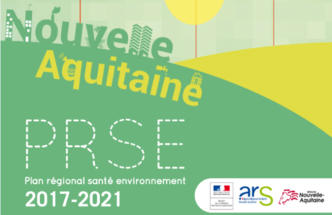 Nouvelle
Aquitaine
PRSE
Plan régional santé environnement
2017-2021
ars
Nouvelle-
Aquitaine